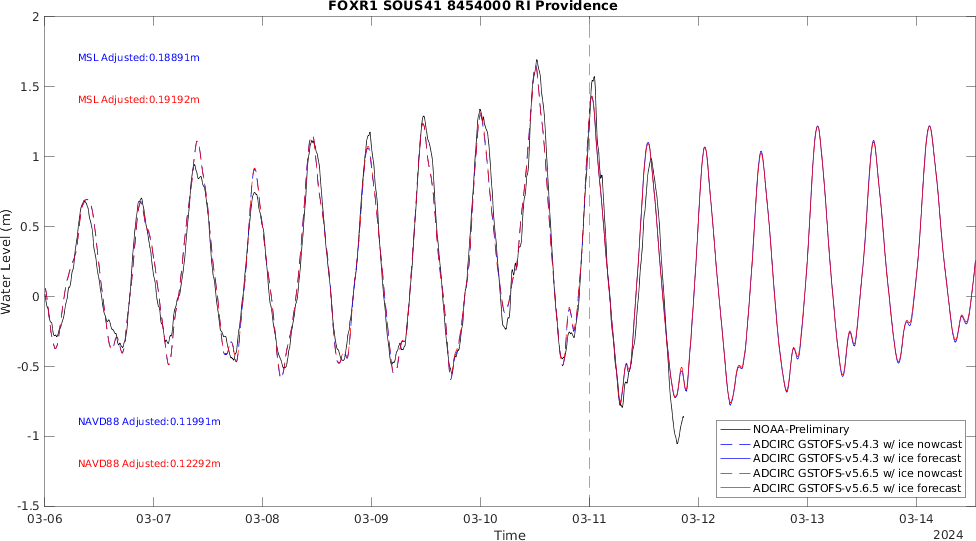 FOXR1 SOUS41 8454000 RI Providence
2
1.5
1
0.5
0
-0.5
-1
-1.5
Water Level (m)
MSL Adjusted:0.18891m
MSL Adjusted:0.19192m
NAVD88 Adjusted:0.11991m
NAVD88 Adjusted:0.12292m
NOAA-Preliminary
ADCIRC GSTOFS-v5.4.3 w/ ice nowcast
ADCIRC GSTOFS-v5.4.3 w/ ice forecast
ADCIRC GSTOFS-v5.6.5 w/ ice nowcast
ADCIRC GSTOFS-v5.6.5 w/ ice forecast
03-06 03-07 03-08 03-09 03-10 03-11 03-12 03-13 03-14
Time
2024